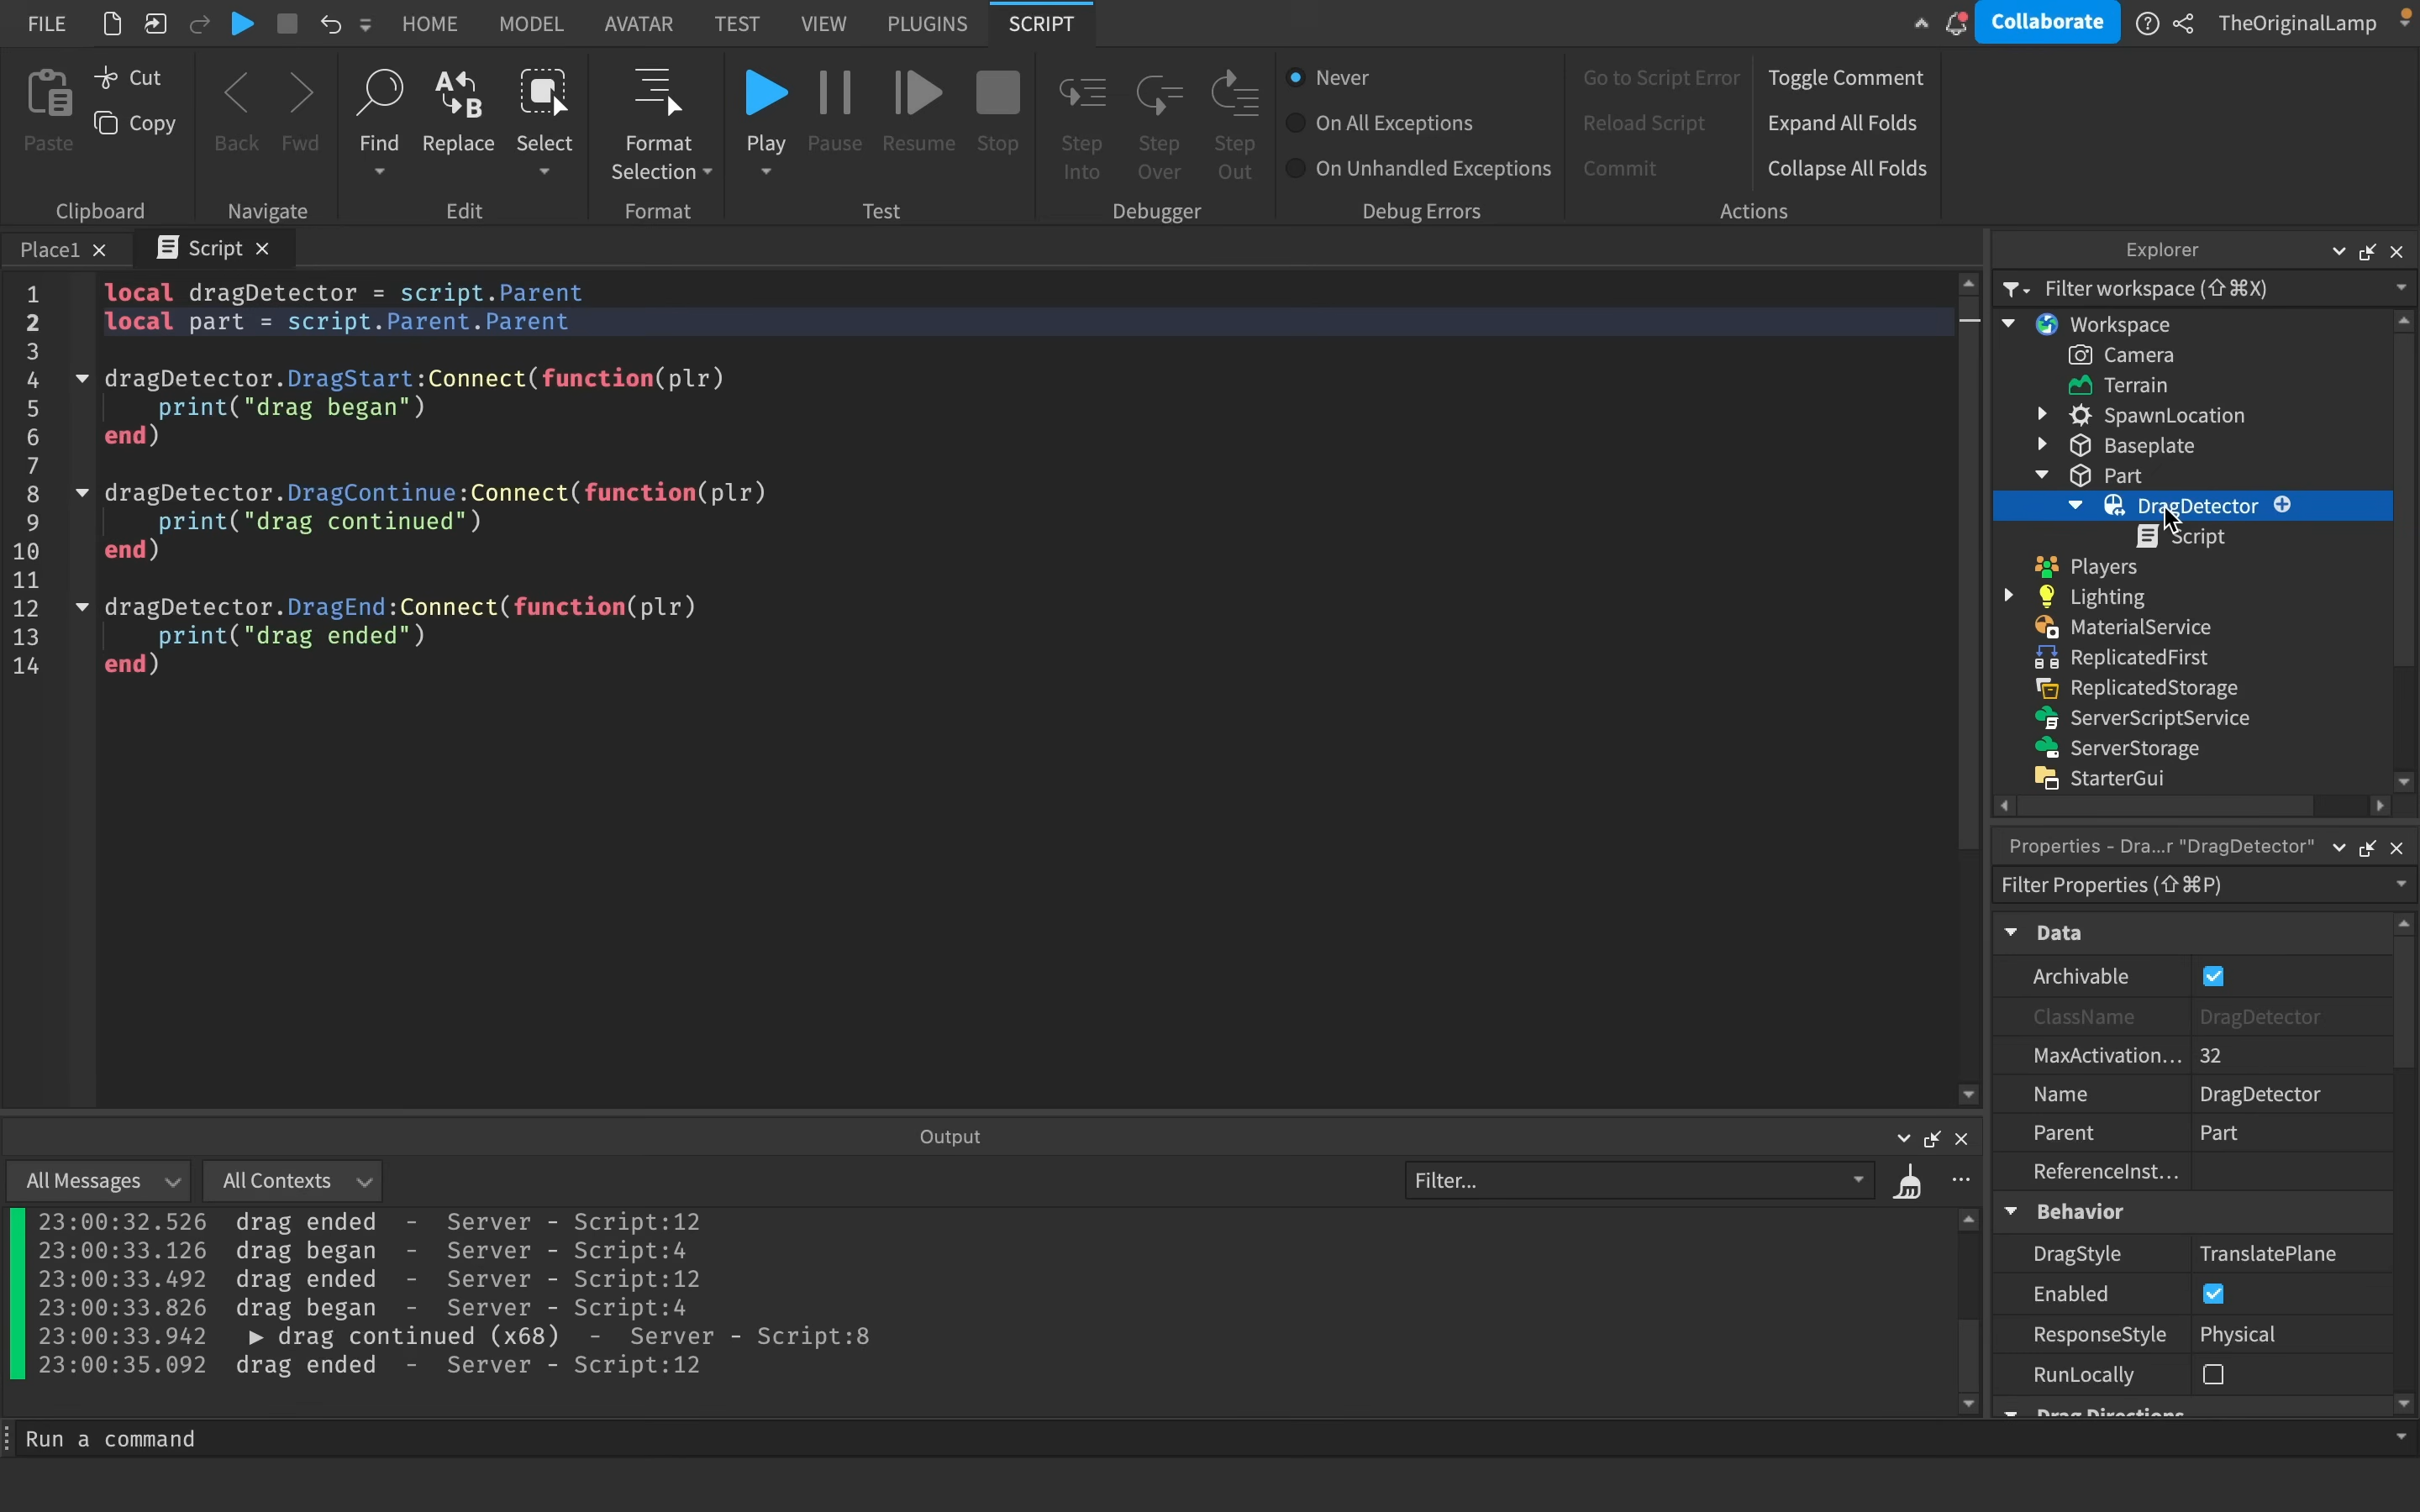 FILE HOME MODEL AVATAR TEST VIEW PLUGINS SCRIPT Collaborate TheOriginalLamp
Paste Cut Copy
Clipboard
Back Fwd
Navigate
Find Replace Select
Edit
Format Selection
Format
Play Pause Resume Stop
Test
Step Into
Step Over
Step Out
Debugger
Never
On All Exceptions
On Unhandled Exceptions
Debug Errors
Go to Script Error
Reload Script
Commit
Toggle Comment
Expand All Folds
Collapse All Folds
Actions
Place1 Script
1 local dragDetector = script.Parent
2 local part = script.Parent.Parent
3
4 dragDetector.DragStart:Connect(function(plr)
5 print("drag began")
6 end)
7
8 dragDetector.DragContinue:Connect(function(plr)
9 print("drag continued")
10 end)
11
12 dragDetector.DragEnd:Connect(function(plr)
13 print("drag ended")
14 end)
Output
All Messages All Contexts Filter...
23:00:32.526 drag ended - Server - Script:12
23:00:33.126 drag began - Server - Script:4
23:00:33.492 drag ended - Server - Script:12
23:00:33.826 drag began - Server - Script:4
23:00:33.942 ▶ drag continued (x68) - Server - Script:8
23:00:35.092 drag ended - Server - Script:12
Run a command
Explorer
Filter workspace (⇧⌘X)
Workspace
Camera
Terrain
SpawnLocation
Baseplate
Part
DragDetector
Script
Players
Lighting
MaterialService
ReplicatedFirst
ReplicatedStorage
ServerScriptService
ServerStorage
StarterGui
Properties - Dra...r "DragDetector"
Filter Properties (⇧⌘P)
Data
Archivable
ClassName DragDetector
MaxActivation... 32
Name DragDetector
Parent Part
ReferenceInst...
Behavior
DragStyle TranslatePlane
Enabled
ResponseStyle Physical
RunLocally
Drag Directions